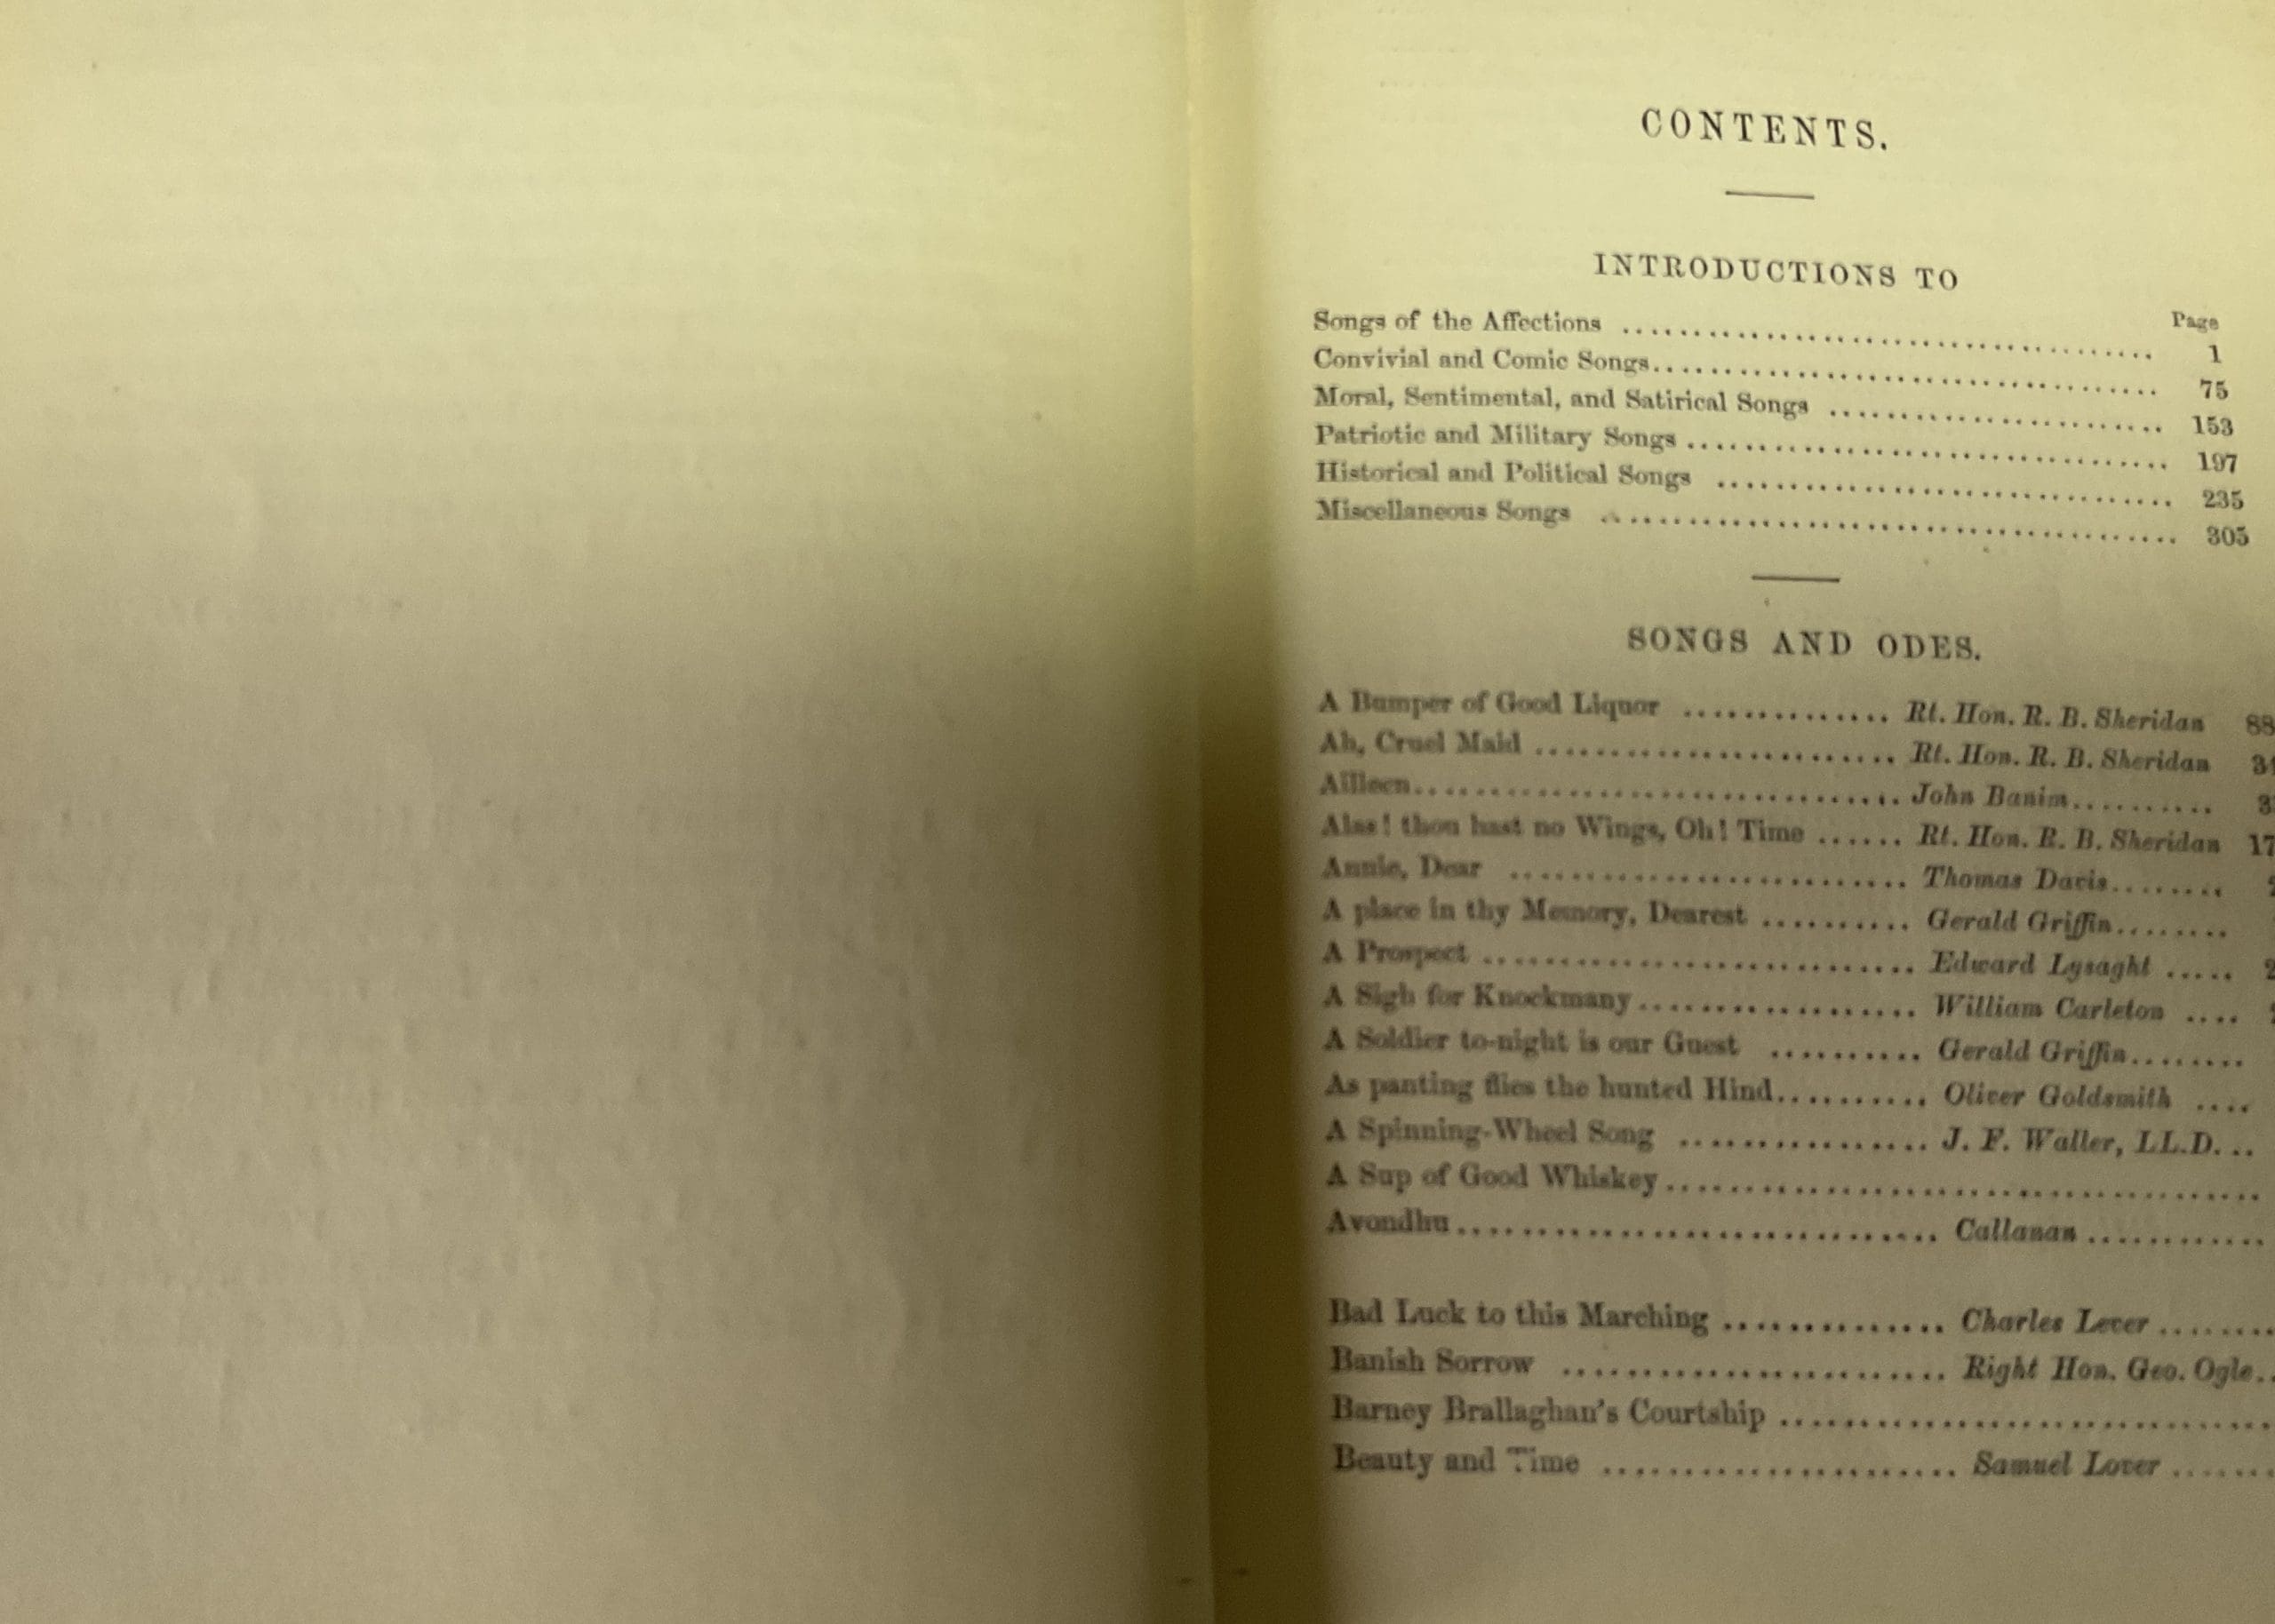 CONTENTS.
INTRODUCTIONS TO
Page
Songs of the Affections ........................................ 1
Convivial and Comic Songs........................................ 75
Moral, Sentimental, and Satirical Songs ........................ 153
Patriotic and Military Songs .................................... 197
Historical and Political Songs ................................ 235
Miscellaneous Songs ........................................ 305
SONGS AND ODES.
A Bumper of Good Liquor .............. Rt. Hon. R. B. Sheridan 88
Ah, Cruel Maid ......................... Rt. Hon. R. B. Sheridan
Ailleen................................. John Banim..........
Alas! thou hast no Wings, Oh! Time ...... Rt. Hon. R. B. Sheridan 17
Annie, Dear ........................... Thomas Davis........
A place in thy Memory, Dearest .......... Gerald Griffin........
A Prospect ............................. Edward Lysaght .....
A Sigh for Knockmany................... William Carleton ....
A Soldier to-night is our Guest .......... Gerald Griffin........
As panting flies the hunted Hind.......... Oliver Goldsmith ....
A Spinning-Wheel Song ................ J. F. Waller, LL.D...
A Sup of Good Whiskey........................................
Avondhu................................. Callanan ............
Bad Luck to this Marching .............. Charles Lever ........
Banish Sorrow ......................... Right Hon. Geo. Ogle..
Barney Brallaghan's Courtship ................................
Beauty and Time ....................... Samuel Lover .......